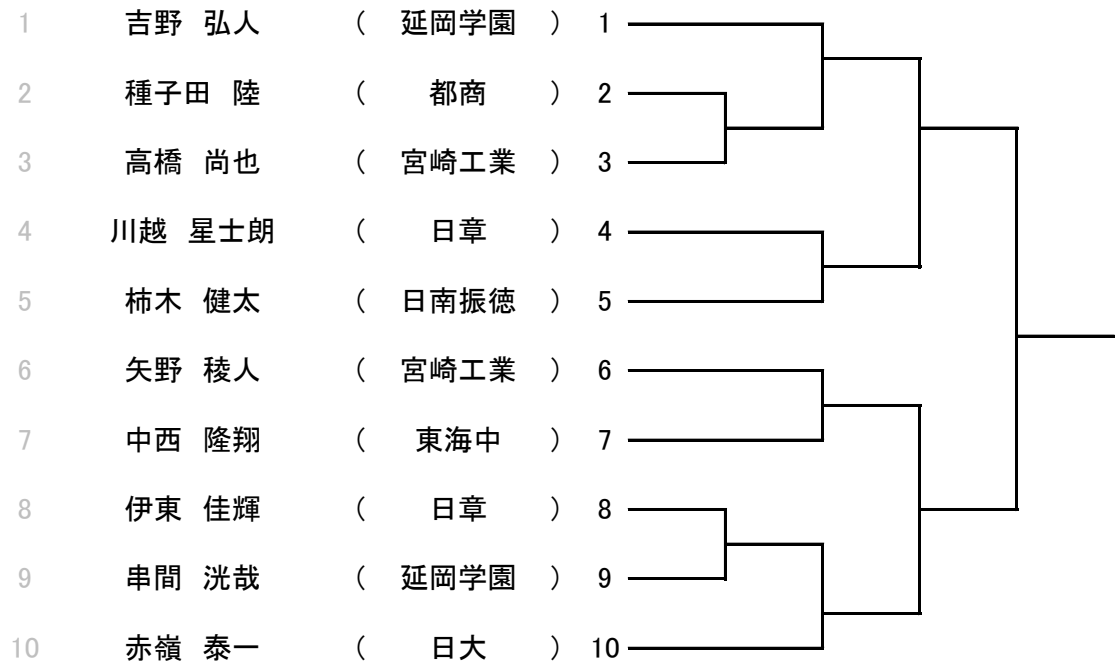 1 吉野 弘人 ( 延岡学園 ) 1
2 種子田 陸 ( 都商 ) 2
3 高橋 尚也 ( 宮崎工業 ) 3
4 川越 星士朗 ( 日章 ) 4
5 柿木 健太 ( 日南振徳 ) 5
6 矢野 稜人 ( 宮崎工業 ) 6
7 中西 隆翔 ( 東海中 ) 7
8 伊東 佳輝 ( 日章 ) 8
9 串間 洸哉 ( 延岡学園 ) 9
10 赤嶺 泰一 ( 日大 ) 10